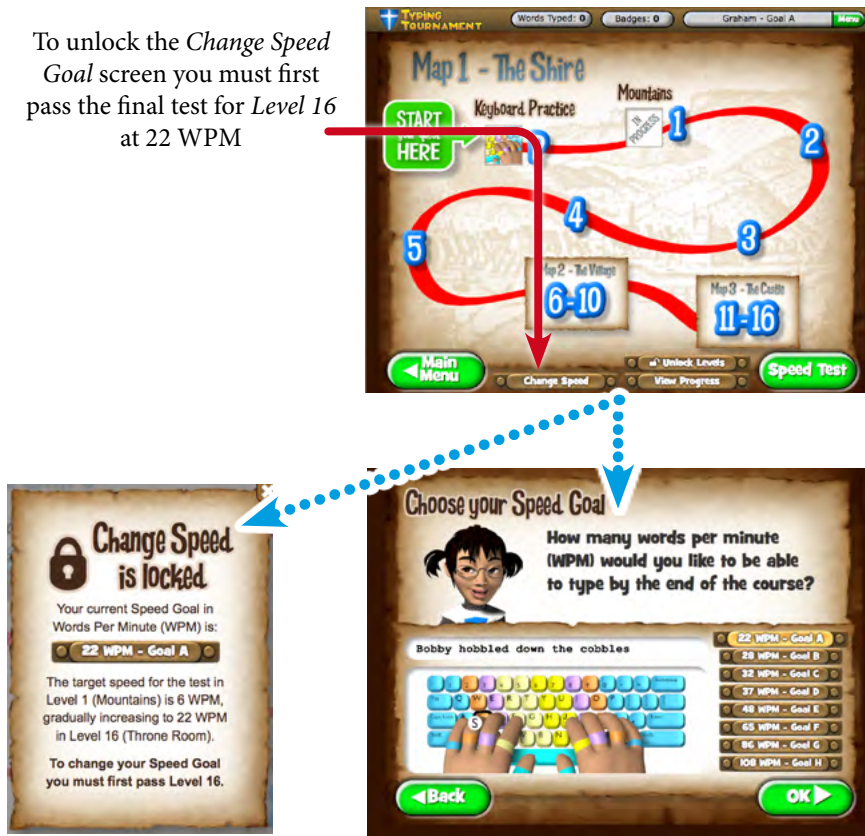 To unlock the Change Speed
Goal screen you must first
pass the final test for Level 16
at 22 WPM
TYPING
TOURNAMENT
Words Typed: 0
Badges: 0
Graham - Goal A
Menu
Map 1 - The Shire
START
HERE
Keyboard Practice
Mountains
IN
PROGRESS
1
2
3
4
5
Map 2 - The Village
6-10
Map 3 - The Castle
11-16
Main
Menu
Change Speed
Unlock Levels
View Progress
Speed Test
Change Speed
is locked
Your current Speed Goal in
Words Per Minute (WPM) is:
22 WPM - Goal A
The target speed for the test in
Level 1 (Mountains) is 6 WPM,
gradually increasing to 22 WPM
in Level 16 (Throne Room).
To change your Speed Goal
you must first pass Level 16.
Choose your Speed Goal
How many words per minute
(WPM) would you like to be able
to type by the end of the course?
Bobby hobbled down the cobbles
S
22 WPM - Goal A
28 WPM - Goal B
32 WPM - Goal C
37 WPM - Goal D
48 WPM - Goal E
65 WPM - Goal F
86 WPM - Goal G
108 WPM - Goal H
Back
OK